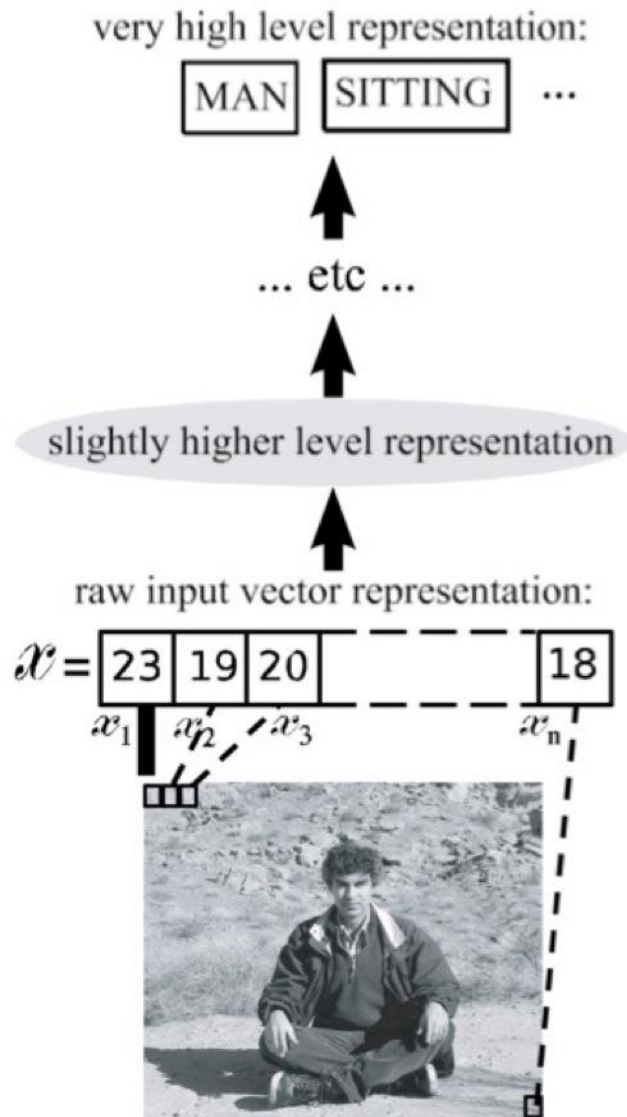 very high level representation:
MAN SITTING ...
... etc ...
slightly higher level representation
raw input vector representation:
x = 23 19 20 18
x1 x2 x3 xn